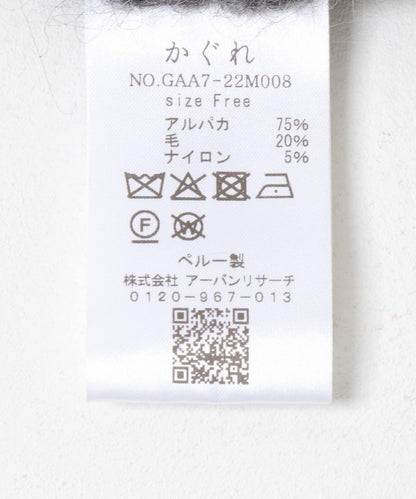 かぐれ
NO.GAA7-22M008
size Free
アルパカ 75%
毛 20%
ナイロン 5%
F W
ペルー製
株式会社 アーバンリサーチ
0120-967-013